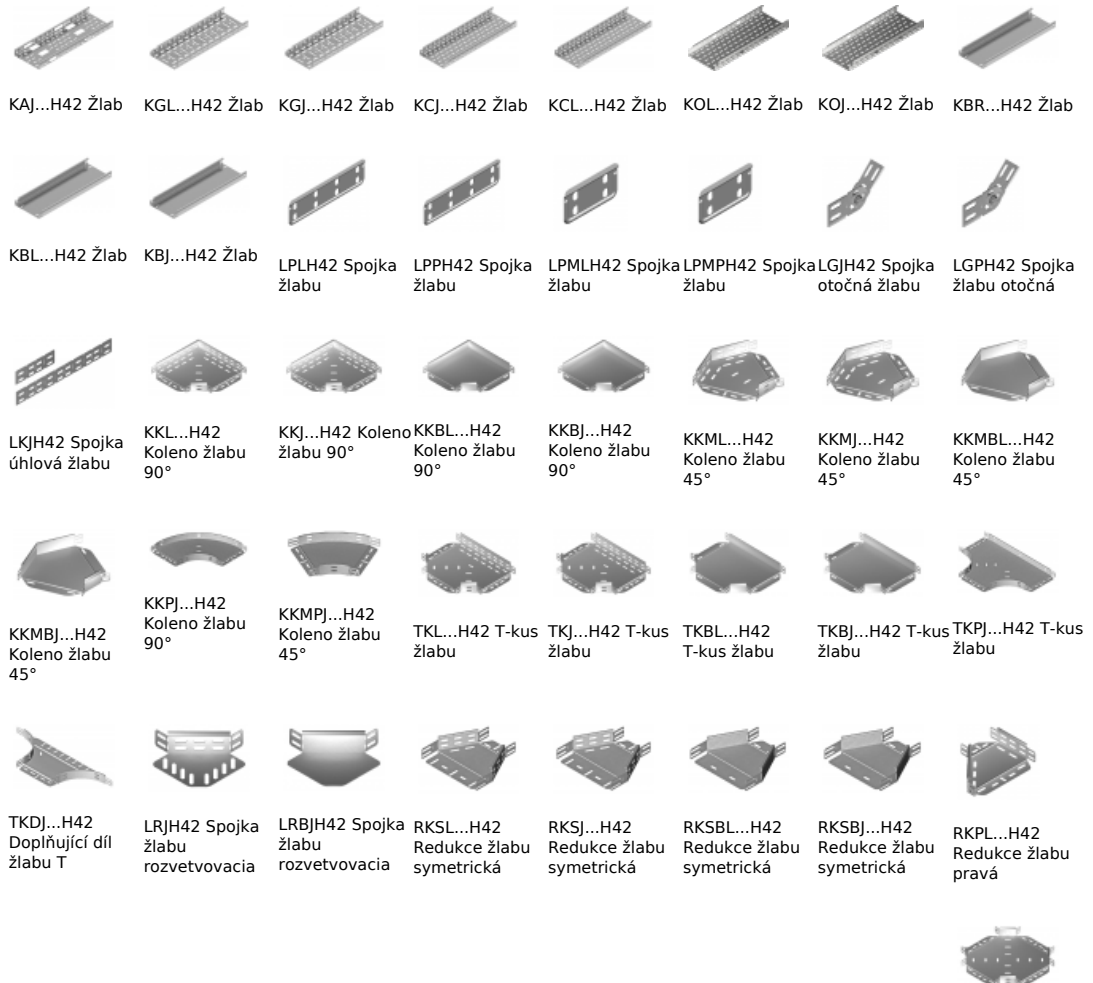 KAJ...H42 Žlab
KGL...H42 Žlab
KGJ...H42 Žlab
KCJ...H42 Žlab
KCL...H42 Žlab
KOL...H42 Žlab
KOJ...H42 Žlab
KBR...H42 Žlab
KBL...H42 Žlab
KBJ...H42 Žlab
LPLH42 Spojka
žlabu
LPPH42 Spojka
žlabu
LPMLH42 Spojka
žlabu
LPMPH42 Spojka
žlabu
LGJH42 Spojka
otočná žlabu
LGPH42 Spojka
žlabu otočná
LKJH42 Spojka
úhlová žlabu
KKL...H42
Koleno žlabu
90°
KKJ...H42 Koleno
žlabu 90°
KKBL...H42
Koleno žlabu
90°
KKBJ...H42
Koleno žlabu
90°
KKML...H42
Koleno žlabu
45°
KKMJ...H42
Koleno žlabu
45°
KKMBL...H42
Koleno žlabu
45°
KKMBJ...H42
Koleno žlabu
45°
KKPJ...H42
Koleno žlabu
90°
KKMPJ...H42
Koleno žlabu
45°
TKL...H42 T-kus
žlabu
TKJ...H42 T-kus
žlabu
TKBL...H42
T-kus žlabu
TKBJ...H42 T-kus
žlabu
TKPJ...H42 T-kus
žlabu
TKDJ...H42
Doplňující díl
žlabu T
LRJH42 Spojka
žlabu
rozvetvovacia
LRBJH42 Spojka
žlabu
rozvetvovacia
RKSL...H42
Redukce žlabu
symetrická
RKSJ...H42
Redukce žlabu
symetrická
RKSBL...H42
Redukce žlabu
symetrická
RKSBJ...H42
Redukce žlabu
symetrická
RKPL...H42
Redukce žlabu
pravá